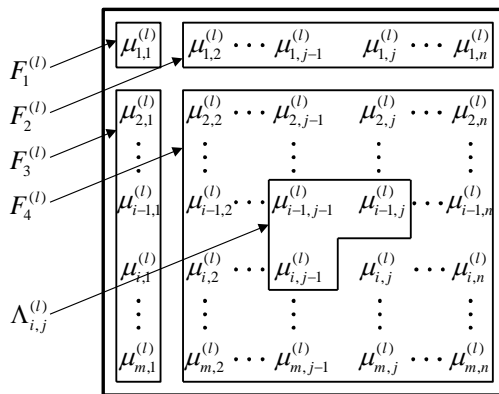 F_1^{(l)}
F_2^{(l)}
F_3^{(l)}
F_4^{(l)}
Λ_{i,j}^{(l)}
μ_{1,1}^{(l)} μ_{1,2}^{(l)} ⋯ μ_{1,j-1}^{(l)} μ_{1,j}^{(l)} ⋯ μ_{1,n}^{(l)}
μ_{2,1}^{(l)} μ_{2,2}^{(l)} ⋯ μ_{2,j-1}^{(l)} μ_{2,j}^{(l)} ⋯ μ_{2,n}^{(l)}
⋮ ⋮ ⋮ ⋮ ⋮
μ_{i-1,1}^{(l)} μ_{i-1,2}^{(l)} ⋯ μ_{i-1,j-1}^{(l)} μ_{i-1,j}^{(l)} ⋯ μ_{i-1,n}^{(l)}
μ_{i,1}^{(l)} μ_{i,2}^{(l)} ⋯ μ_{i,j-1}^{(l)} μ_{i,j}^{(l)} ⋯ μ_{i,n}^{(l)}
⋮ ⋮ ⋮ ⋮ ⋮
μ_{m,1}^{(l)} μ_{m,2}^{(l)} ⋯ μ_{m,j-1}^{(l)} μ_{m,j}^{(l)} ⋯ μ_{m,n}^{(l)}